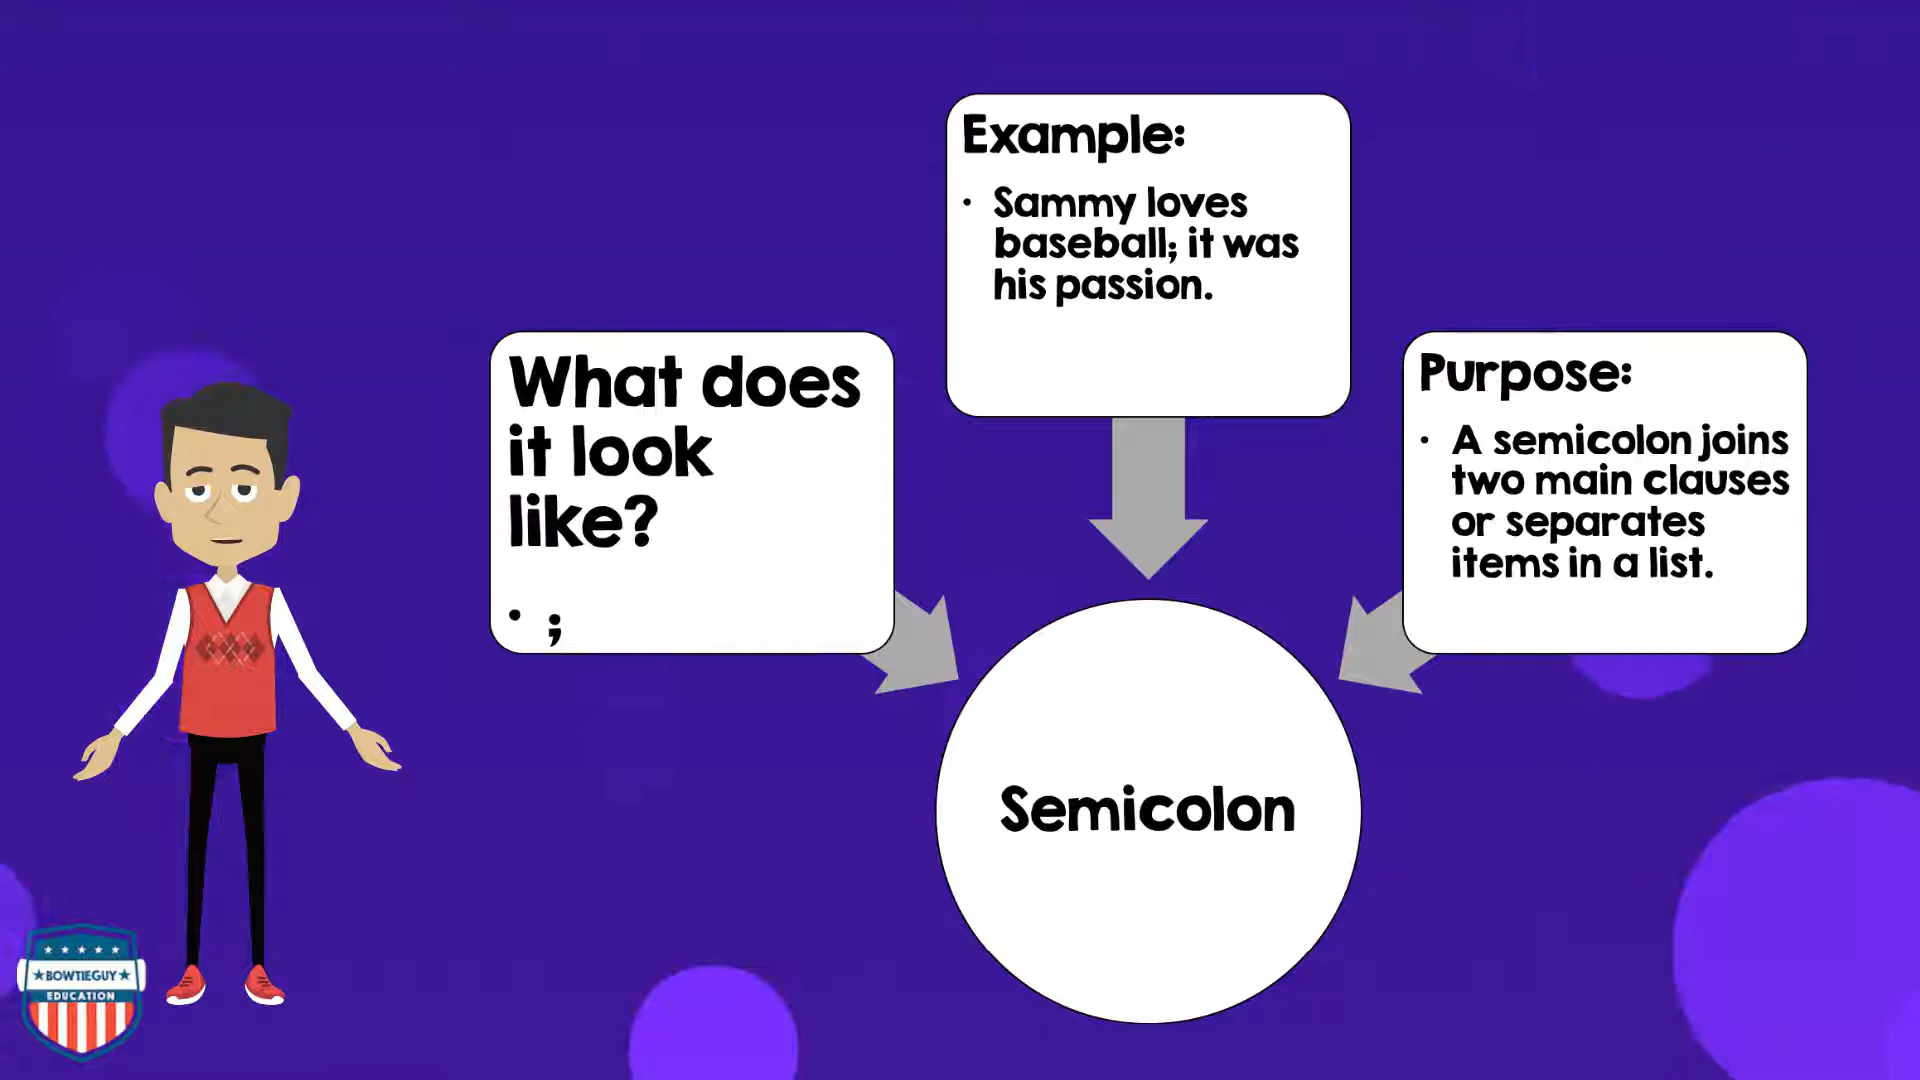 Example:
• Sammy loves
baseball; it was
his passion.
What does
it look
like?
• ;
Purpose:
• A semicolon joins
two main clauses
or separates
items in a list.
Semicolon
★BOWTIEGUY★
EDUCATION